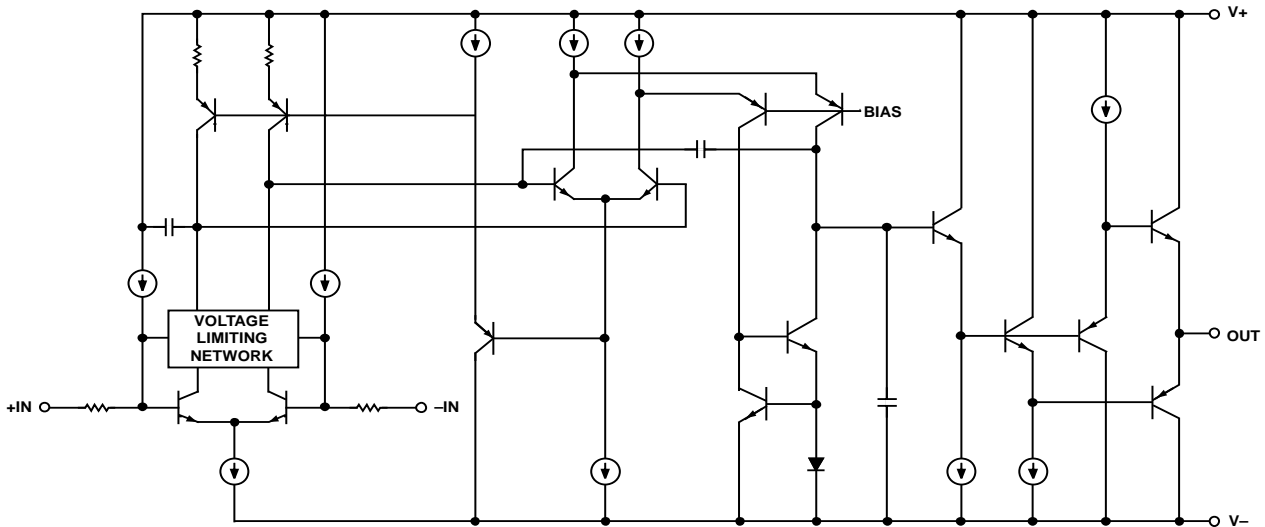 V+
BIAS
VOLTAGE
LIMITING
NETWORK
OUT
+IN
–IN
V–